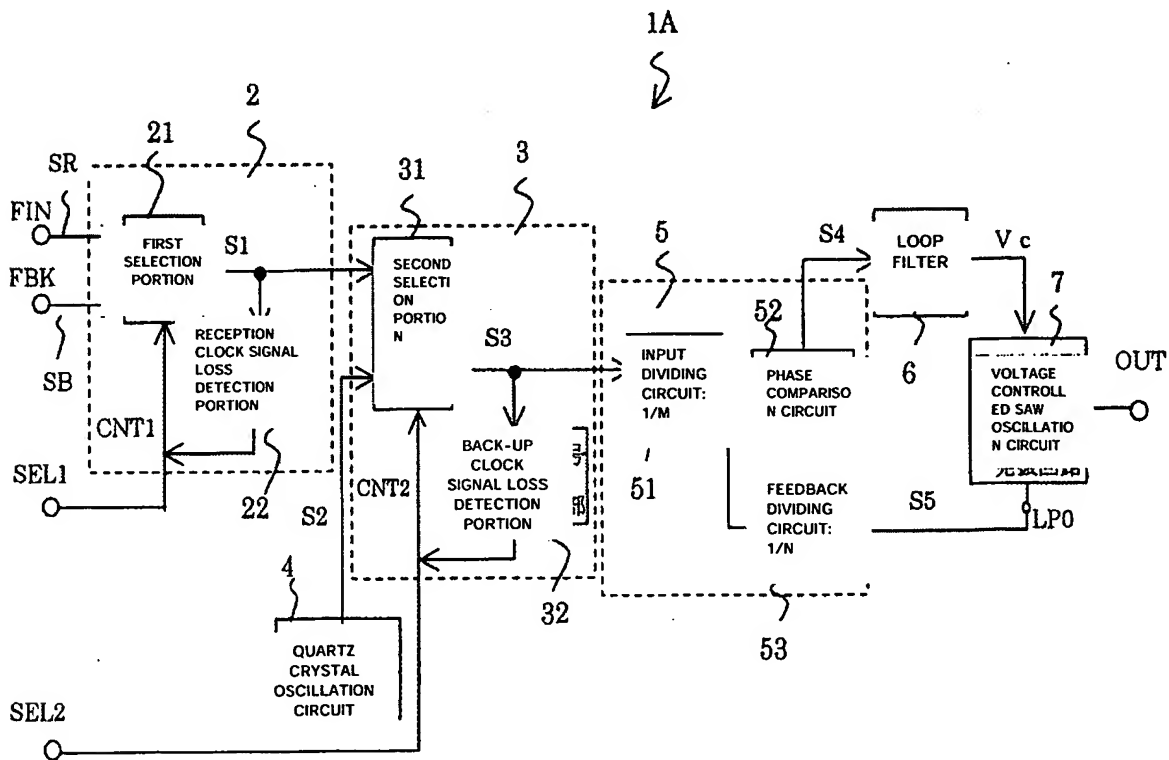 1A
2
21
SR
FIN
FIRST
SELECTION
PORTION
S1
FBK
SB
RECEPTION
CLOCK SIGNAL
LOSS
DETECTION
PORTION
CNT1
SEL1
22
31
3
SECOND
SELECTI
ON
PORTIO
N
S3
S2
CNT2
BACK-UP
CLOCK
SIGNAL LOSS
DETECTION
PORTION
32
4
QUARTZ
CRYSTAL
OSCILLATION
CIRCUIT
SEL2
5
INPUT
DIVIDING
CIRCUIT:
1/M
51
52
PHASE
COMPARISO
N CIRCUIT
S4
LOOP
FILTER
6
V c
7
VOLTAGE
CONTROLL
ED SAW
OSCILLATIO
N CIRCUIT
OUT
FEEDBACK
DIVIDING
CIRCUIT:
1/N
53
S5
LP0